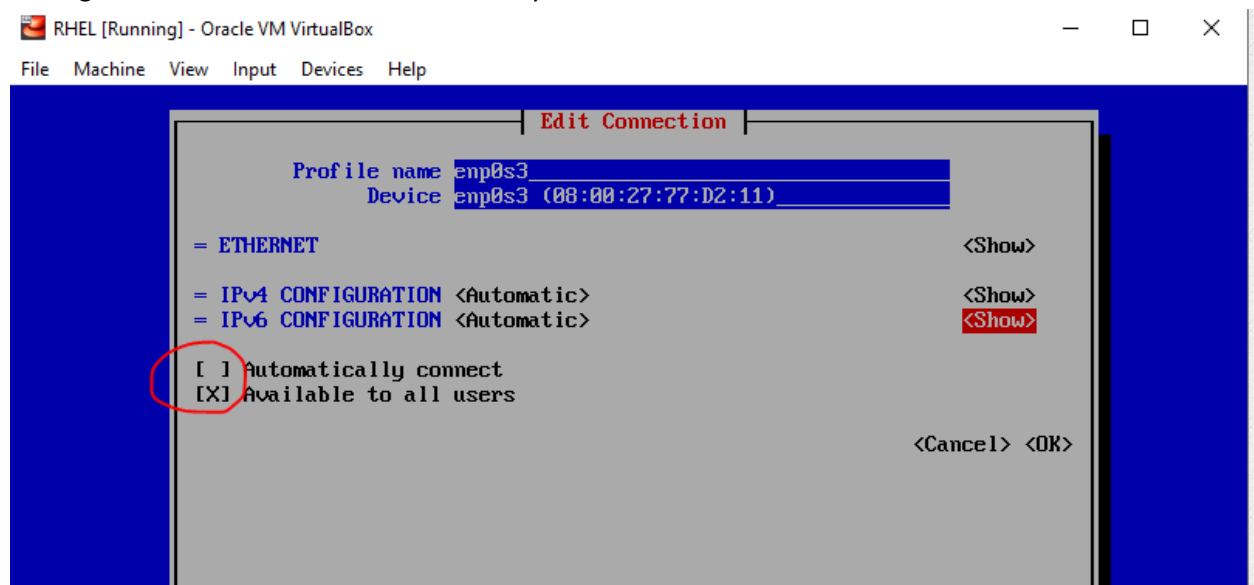 RHEL [Running] - Oracle VM VirtualBox
File Machine View Input Devices Help
Edit Connection
Profile name enp0s3
Device enp0s3 (08:00:27:77:D2:11)
= ETHERNET <Show>
= IPv4 CONFIGURATION <Automatic> <Show>
= IPv6 CONFIGURATION <Automatic> <Show>
[ ] Automatically connect
[X] Available to all users
<Cancel> <OK>